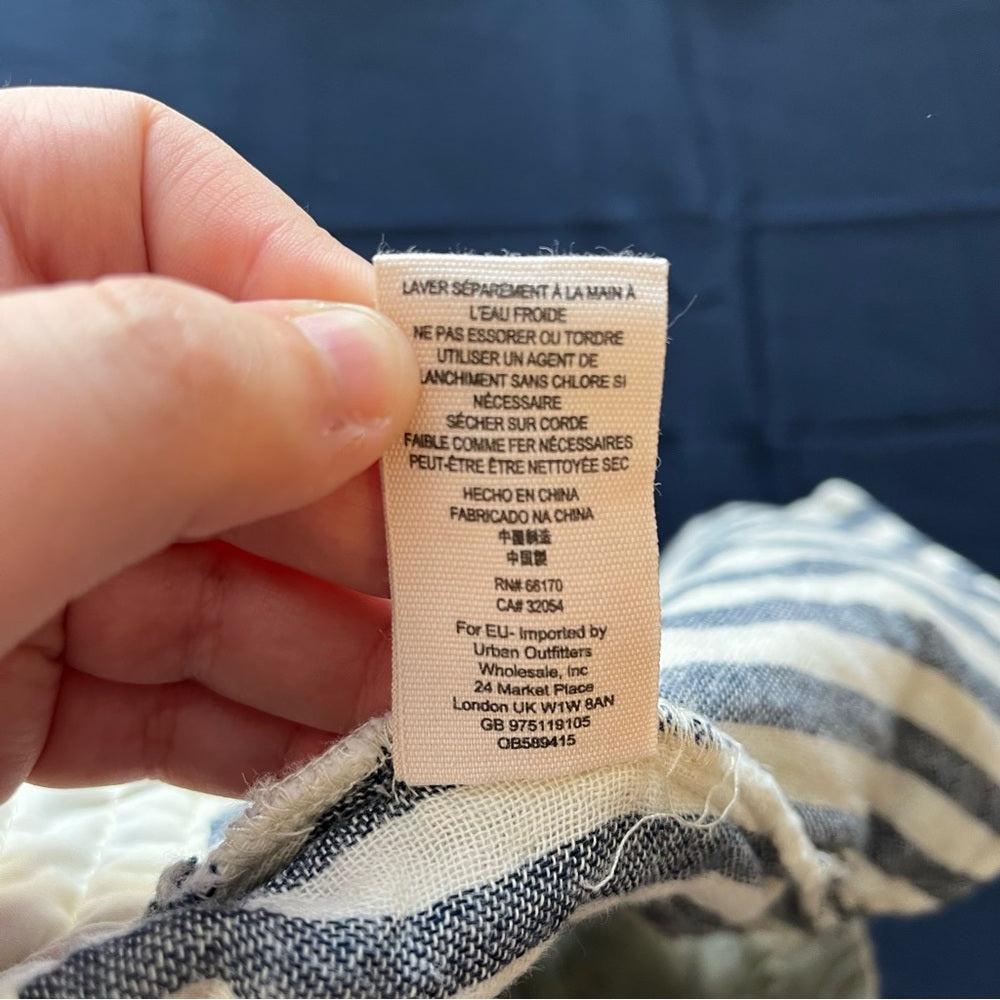 LAVER SÉPARÉMENT À LA MAIN À
L'EAU FROIDE
NE PAS ESSORER OU TORDRE
UTILISER UN AGENT DE
LANCHIMENT SANS CHLORE SI
NÉCESSAIRE
SÉCHER SUR CORDE
FAIBLE COMME FER NÉCESSAIRES
PEUT-ÊTRE ÊTRE NETTOYÉE SEC
HECHO EN CHINA
FABRICADO NA CHINA
中国制造
中国製
RN# 66170
CA# 32054
For EU- Imported by
Urban Outfitters
Wholesale, Inc
24 Market Place
London UK W1W 8AN
GB 975119105
OB589415